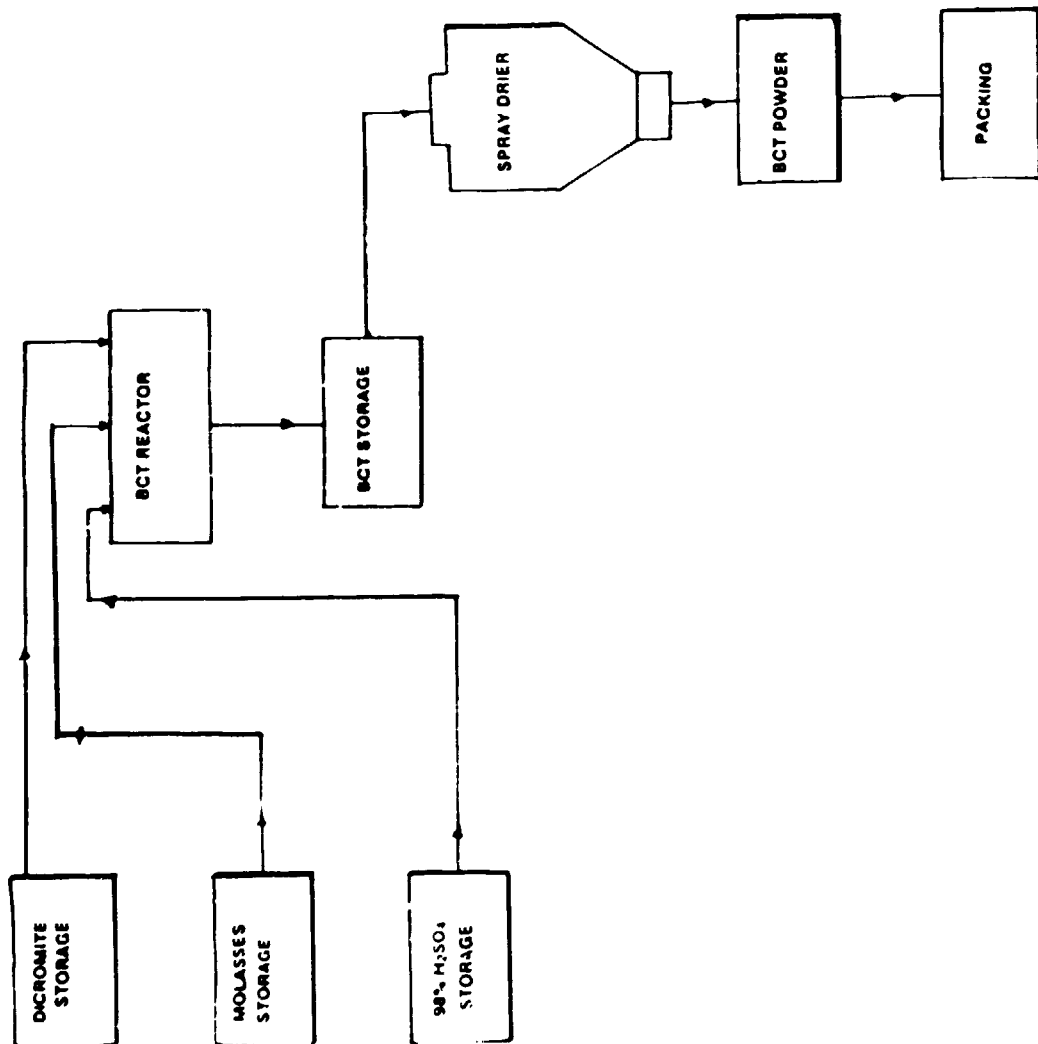 DICROMITE
STORAGE
MOLASSES
STORAGE
98% H₂SO₄
STORAGE
BCT REACTOR
BCT STORAGE
SPRAY DRIER
BCT POWDER
PACKING